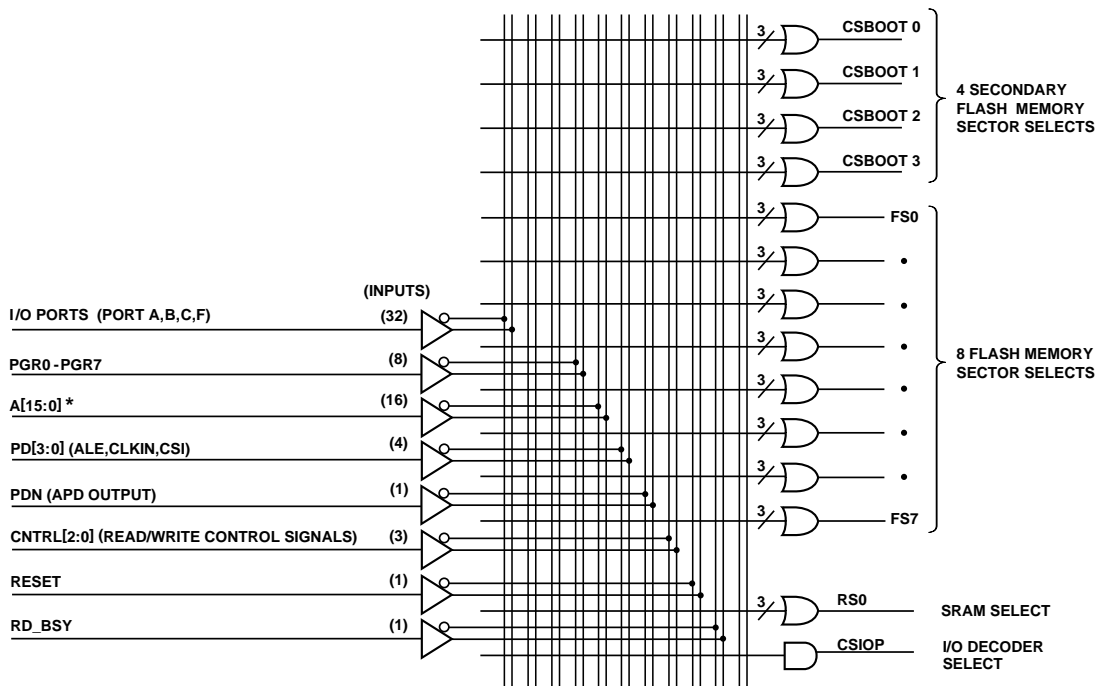 3 CSBOOT 0
3 CSBOOT 1
4 SECONDARY
FLASH MEMORY
SECTOR SELECTS
3 CSBOOT 2
3 CSBOOT 3
3 FS0
3
3
3
3
3
3
3 FS7
8 FLASH MEMORY
SECTOR SELECTS
(INPUTS)
I/O PORTS (PORT A,B,C,F) (32)
PGR0 - PGR7 (8)
A[15:0] * (16)
PD[3:0] (ALE,CLKIN,CSI) (4)
PDN (APD OUTPUT) (1)
CNTRL[2:0] (READ/WRITE CONTROL SIGNALS) (3)
RESET (1)
RD_BSY (1)
3 RS0 SRAM SELECT
CSIOP I/O DECODER
SELECT